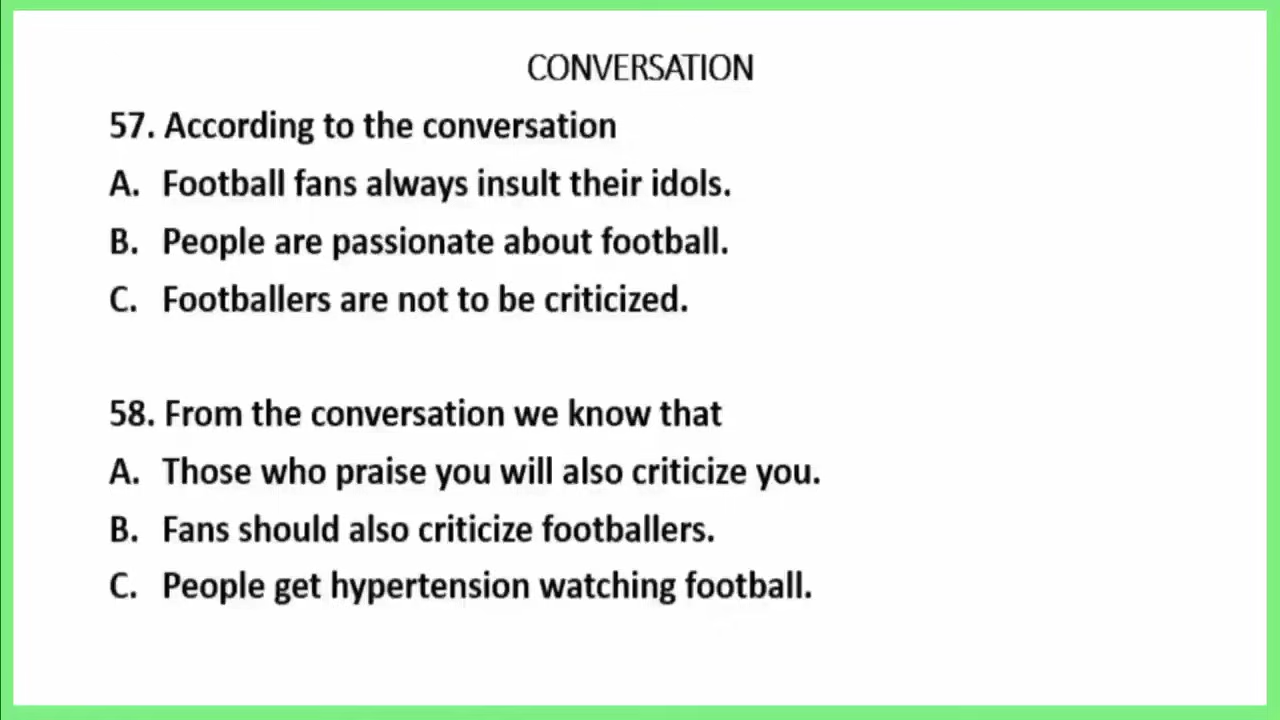 CONVERSATION
57. According to the conversation
A. Football fans always insult their idols.
B. People are passionate about football.
C. Footballers are not to be criticized.
58. From the conversation we know that
A. Those who praise you will also criticize you.
B. Fans should also criticize footballers.
C. People get hypertension watching football.